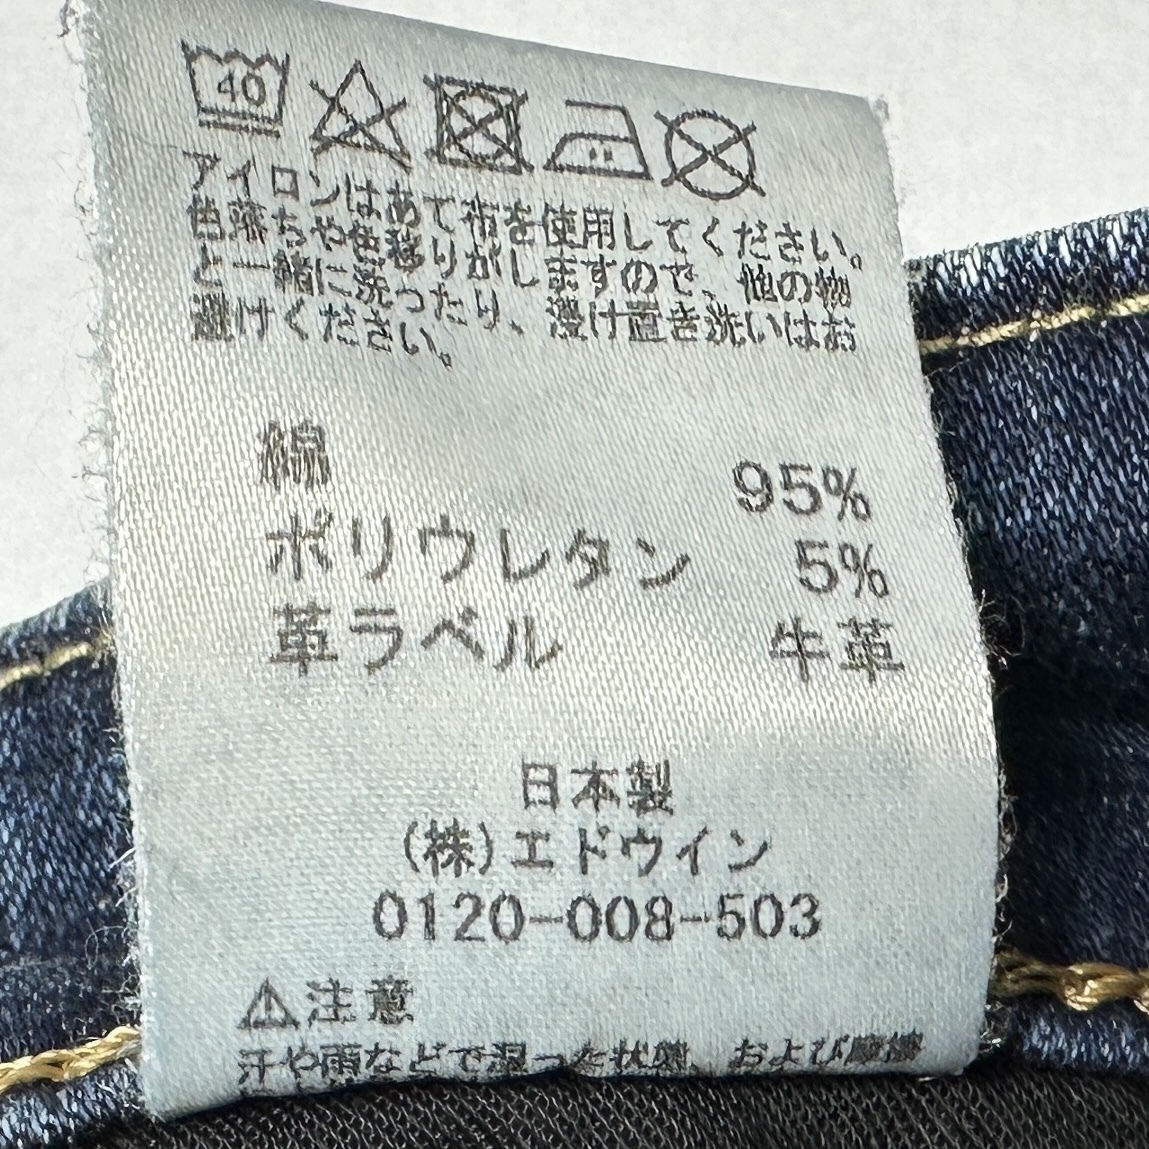 40
アイロンはあて布を使用してください。
色落ちや色移りがしますので、他の物
と一緒に洗ったり、浸け置き洗いはお
避けください。
綿 95%
ポリウレタン 5%
革ラベル 牛革
日本製
(株)エドウイン
0120-008-503
⚠注意
汗や雨などで湿った状態、および摩擦